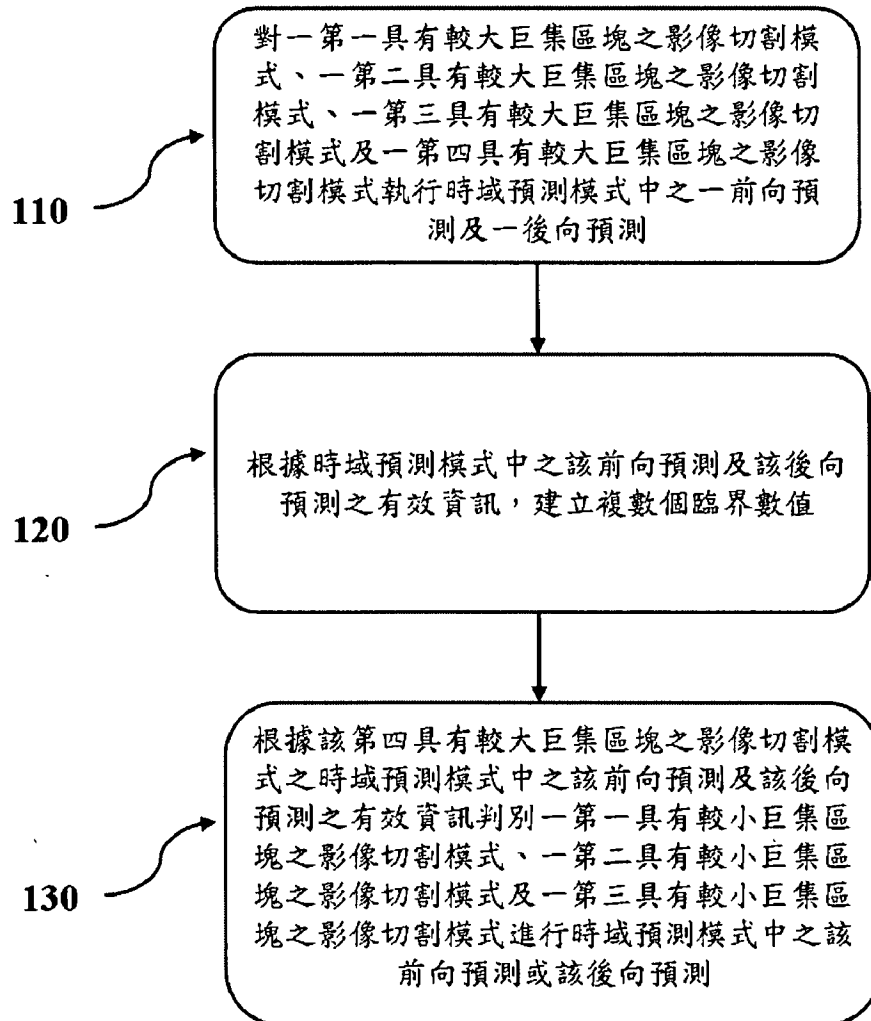 對一第一具有較大巨集區塊之影像切割模
式、一第二具有較大巨集區塊之影像切割
模式、一第三具有較大巨集區塊之影像切
割模式及一第四具有較大巨集區塊之影像
切割模式執行時域預測模式中之一前向預
測及一後向預測
110
根據時域預測模式中之該前向預測及該後向
預測之有效資訊，建立複數個臨界數值
120
根據該第四具有較大巨集區塊之影像切割模
式之時域預測模式中之該前向預測及該後向
預測之有效資訊判別一第一具有較小巨集區
塊之影像切割模式、一第二具有較小巨集區
塊之影像切割模式及一第三具有較小巨集區
塊之影像切割模式進行時域預測模式中之該
前向預測或該後向預測
130